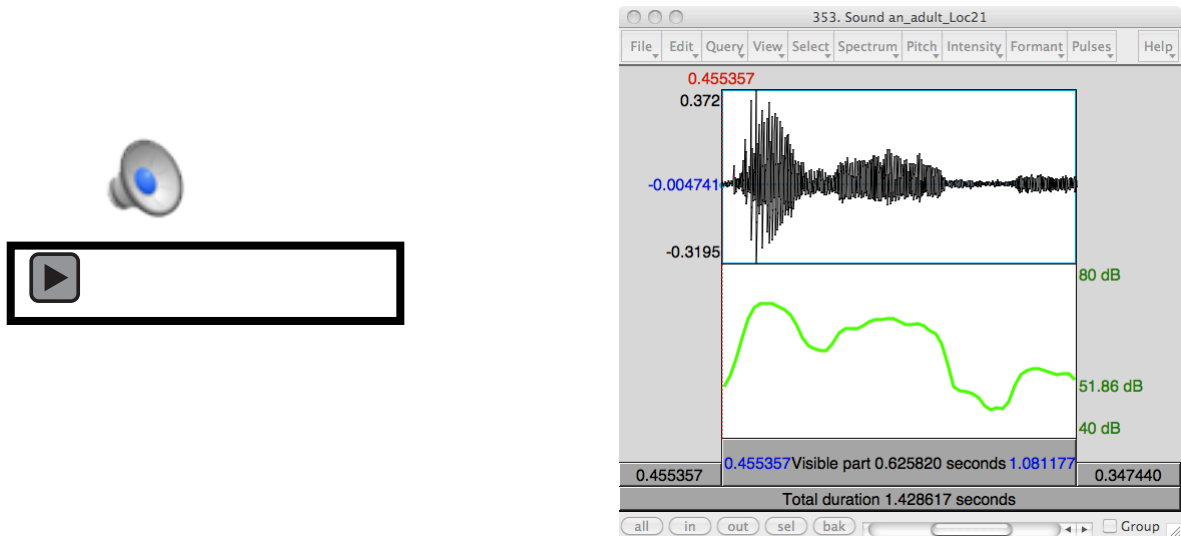 353. Sound an_adult_Loc21
File Edit Query View Select Spectrum Pitch Intensity Formant Pulses Help
0.455357
0.372
-0.004741
-0.3195
80 dB
51.86 dB
40 dB
0.455357 Visible part 0.625820 seconds 1.081177
0.455357 0.347440
Total duration 1.428617 seconds
all in out sel bak Group